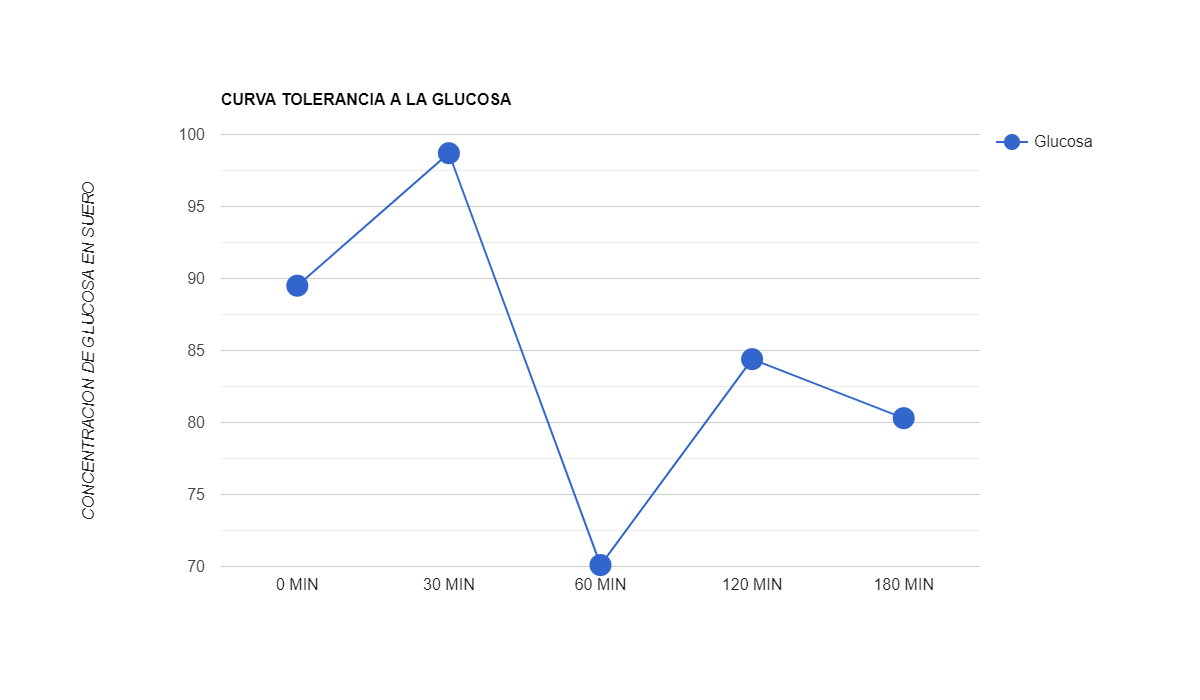 CURVA TOLERANCIA A LA GLUCOSA
Glucosa
CONCENTRACION DE GLUCOSA EN SUERO
100
95
90
85
80
75
70
0 MIN
30 MIN
60 MIN
120 MIN
180 MIN